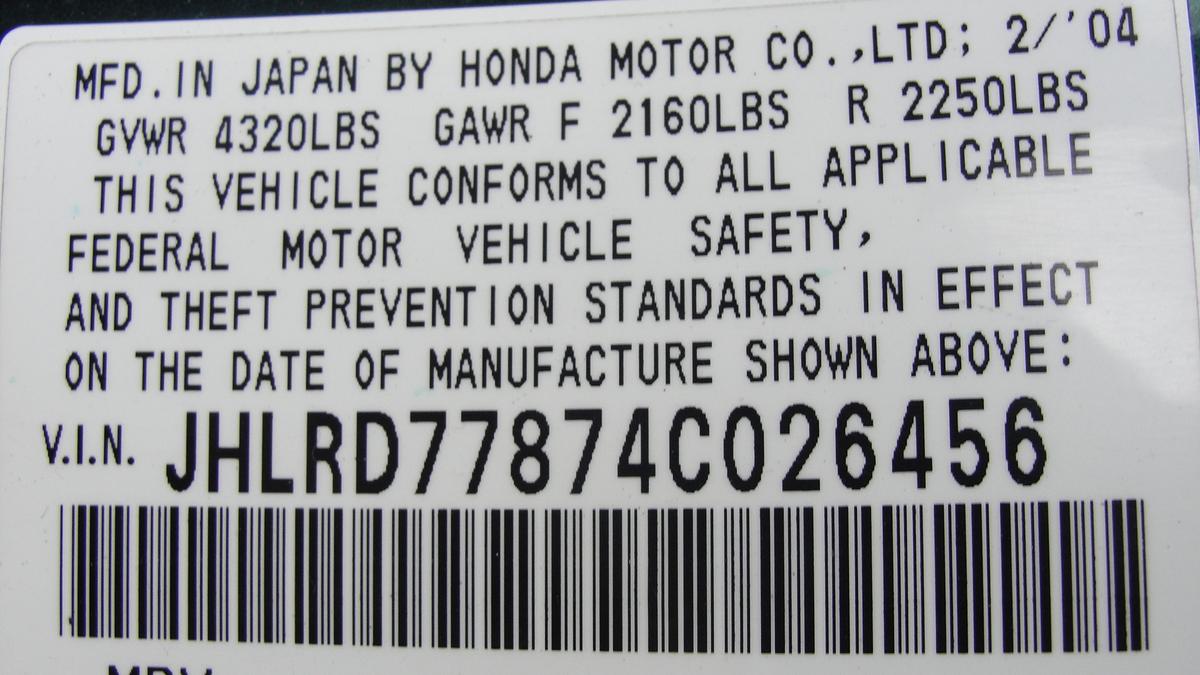 MFD.IN JAPAN BY HONDA MOTOR CO.,LTD; 2/'04
GVWR 4320LBS GAWR F 2160LBS R 2250LBS
THIS VEHICLE CONFORMS TO ALL APPLICABLE
FEDERAL MOTOR VEHICLE SAFETY,
AND THEFT PREVENTION STANDARDS IN EFFECT
ON THE DATE OF MANUFACTURE SHOWN ABOVE:
V.I.N. JHLRD77874C026456